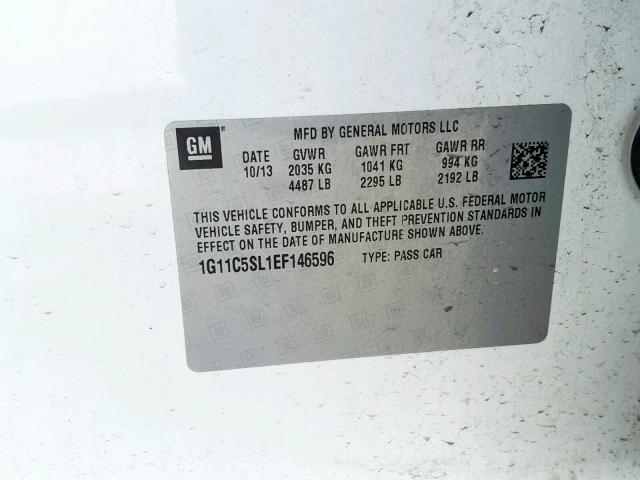 GM
MFD BY GENERAL MOTORS LLC
DATE GVWR GAWR FRT GAWR RR
10/13 2035 KG 1041 KG 994 KG
4487 LB 2295 LB 2192 LB
THIS VEHICLE CONFORMS TO ALL APPLICABLE U.S. FEDERAL MOTOR
VEHICLE SAFETY, BUMPER, AND THEFT PREVENTION STANDARDS IN
EFFECT ON THE DATE OF MANUFACTURE SHOWN ABOVE.
1G11C5SL1EF146596 TYPE: PASS CAR